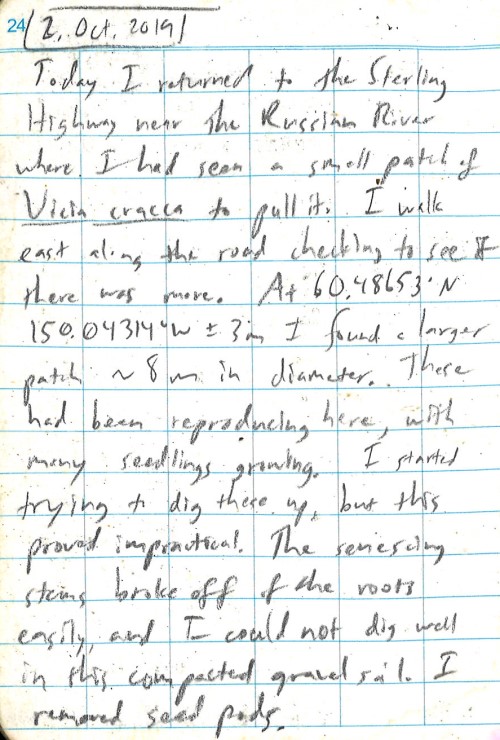 24
2. Oct. 2019
Today I returned to the Sterling
Highway near the Russian River
where I had seen a small patch of
Vicia cracca to pull it. I walk
east along the road checking to see if
there was more. At 60.48653°N
150.04314°W ± 3m I found a larger
patch ~ 8 m in diameter. These
had been reproducing here, with
many seedlings growing. I started
trying to dig these up, but this
proved impractical. The senescing
stems broke off of the roots
easily, and I could not dig well
in this compacted gravel soil. I
removed seed pods.